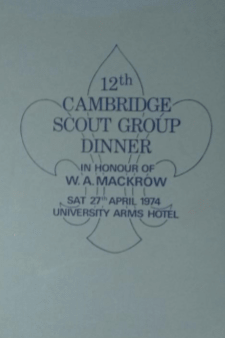 12th
CAMBRIDGE
SCOUT GROUP
DINNER
IN HONOUR OF
W. A. MACKROW
SAT 27th APRIL 1974
UNIVERSITY ARMS HOTEL